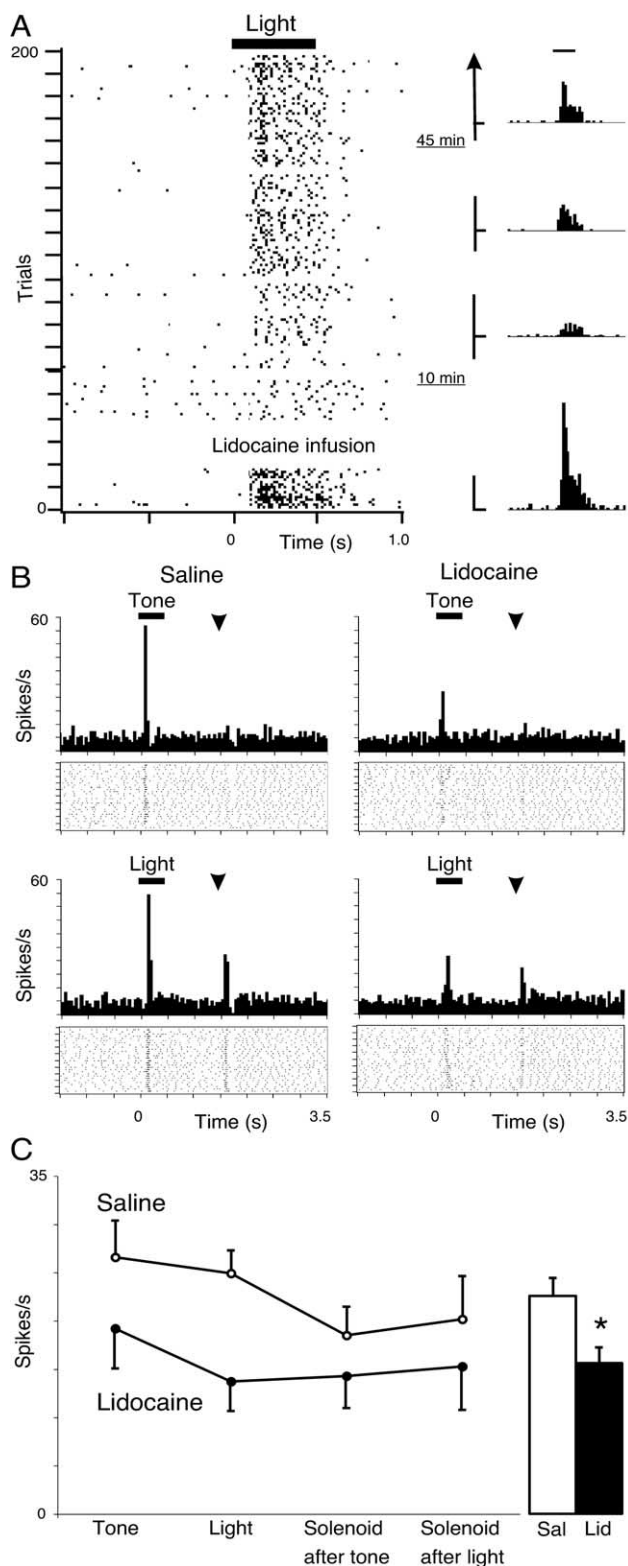 A
Light
200
Trials
45 min
10 min
Lidocaine infusion
0
0
Time (s)
1.0
B
Saline
Lidocaine
Tone
Tone
60
Spikes/s
Light
Light
60
Spikes/s
0
Time (s)
3.5
0
Time (s)
3.5
C
35
Saline
Spikes/s
*
Lidocaine
0
Tone
Light
Solenoid
after tone
Solenoid
after light
Sal
Lid